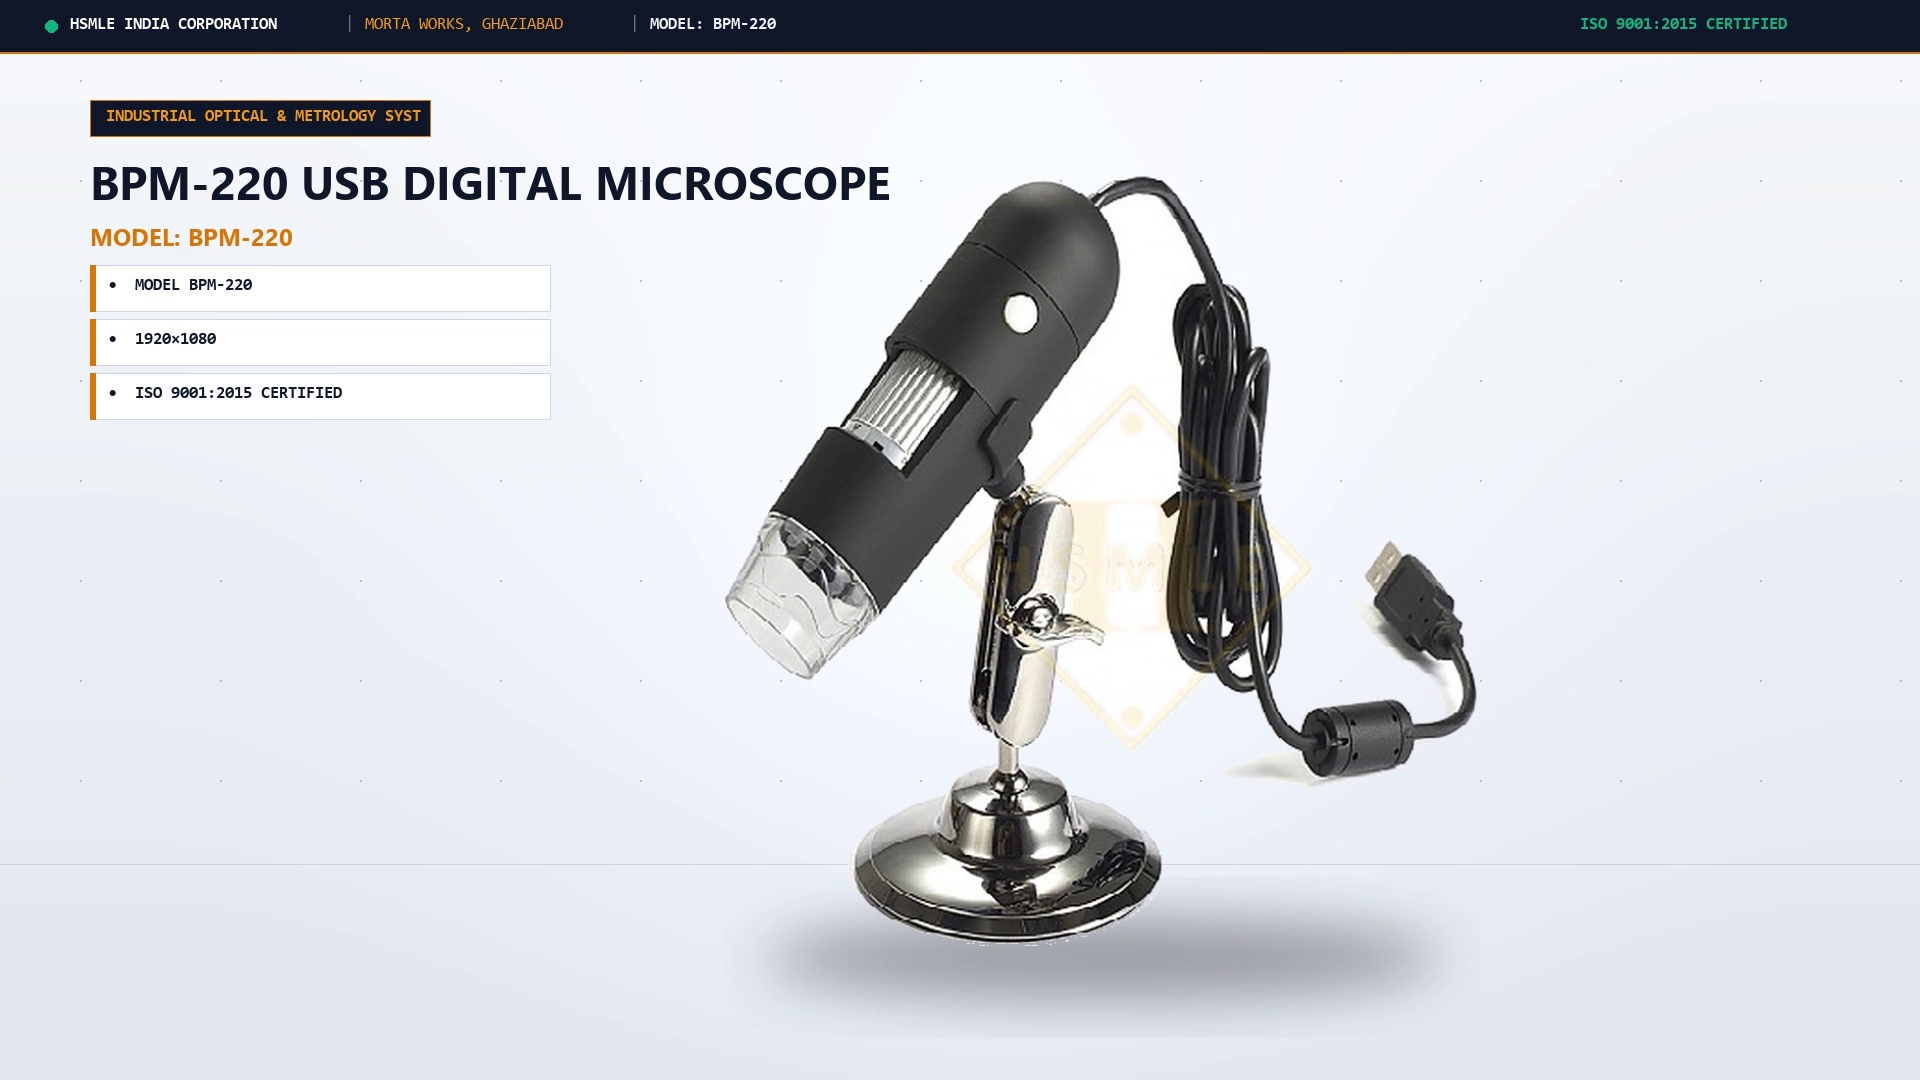 HSMLE INDIA CORPORATION | MORTA WORKS, GHAZIABAD | MODEL: BPM-220 ISO 9001:2015 CERTIFIED
INDUSTRIAL OPTICAL & METROLOGY SYST
BPM-220 USB DIGITAL MICROSCOPE
MODEL: BPM-220
• MODEL BPM-220
• 1920×1080
• ISO 9001:2015 CERTIFIED
HSMLE